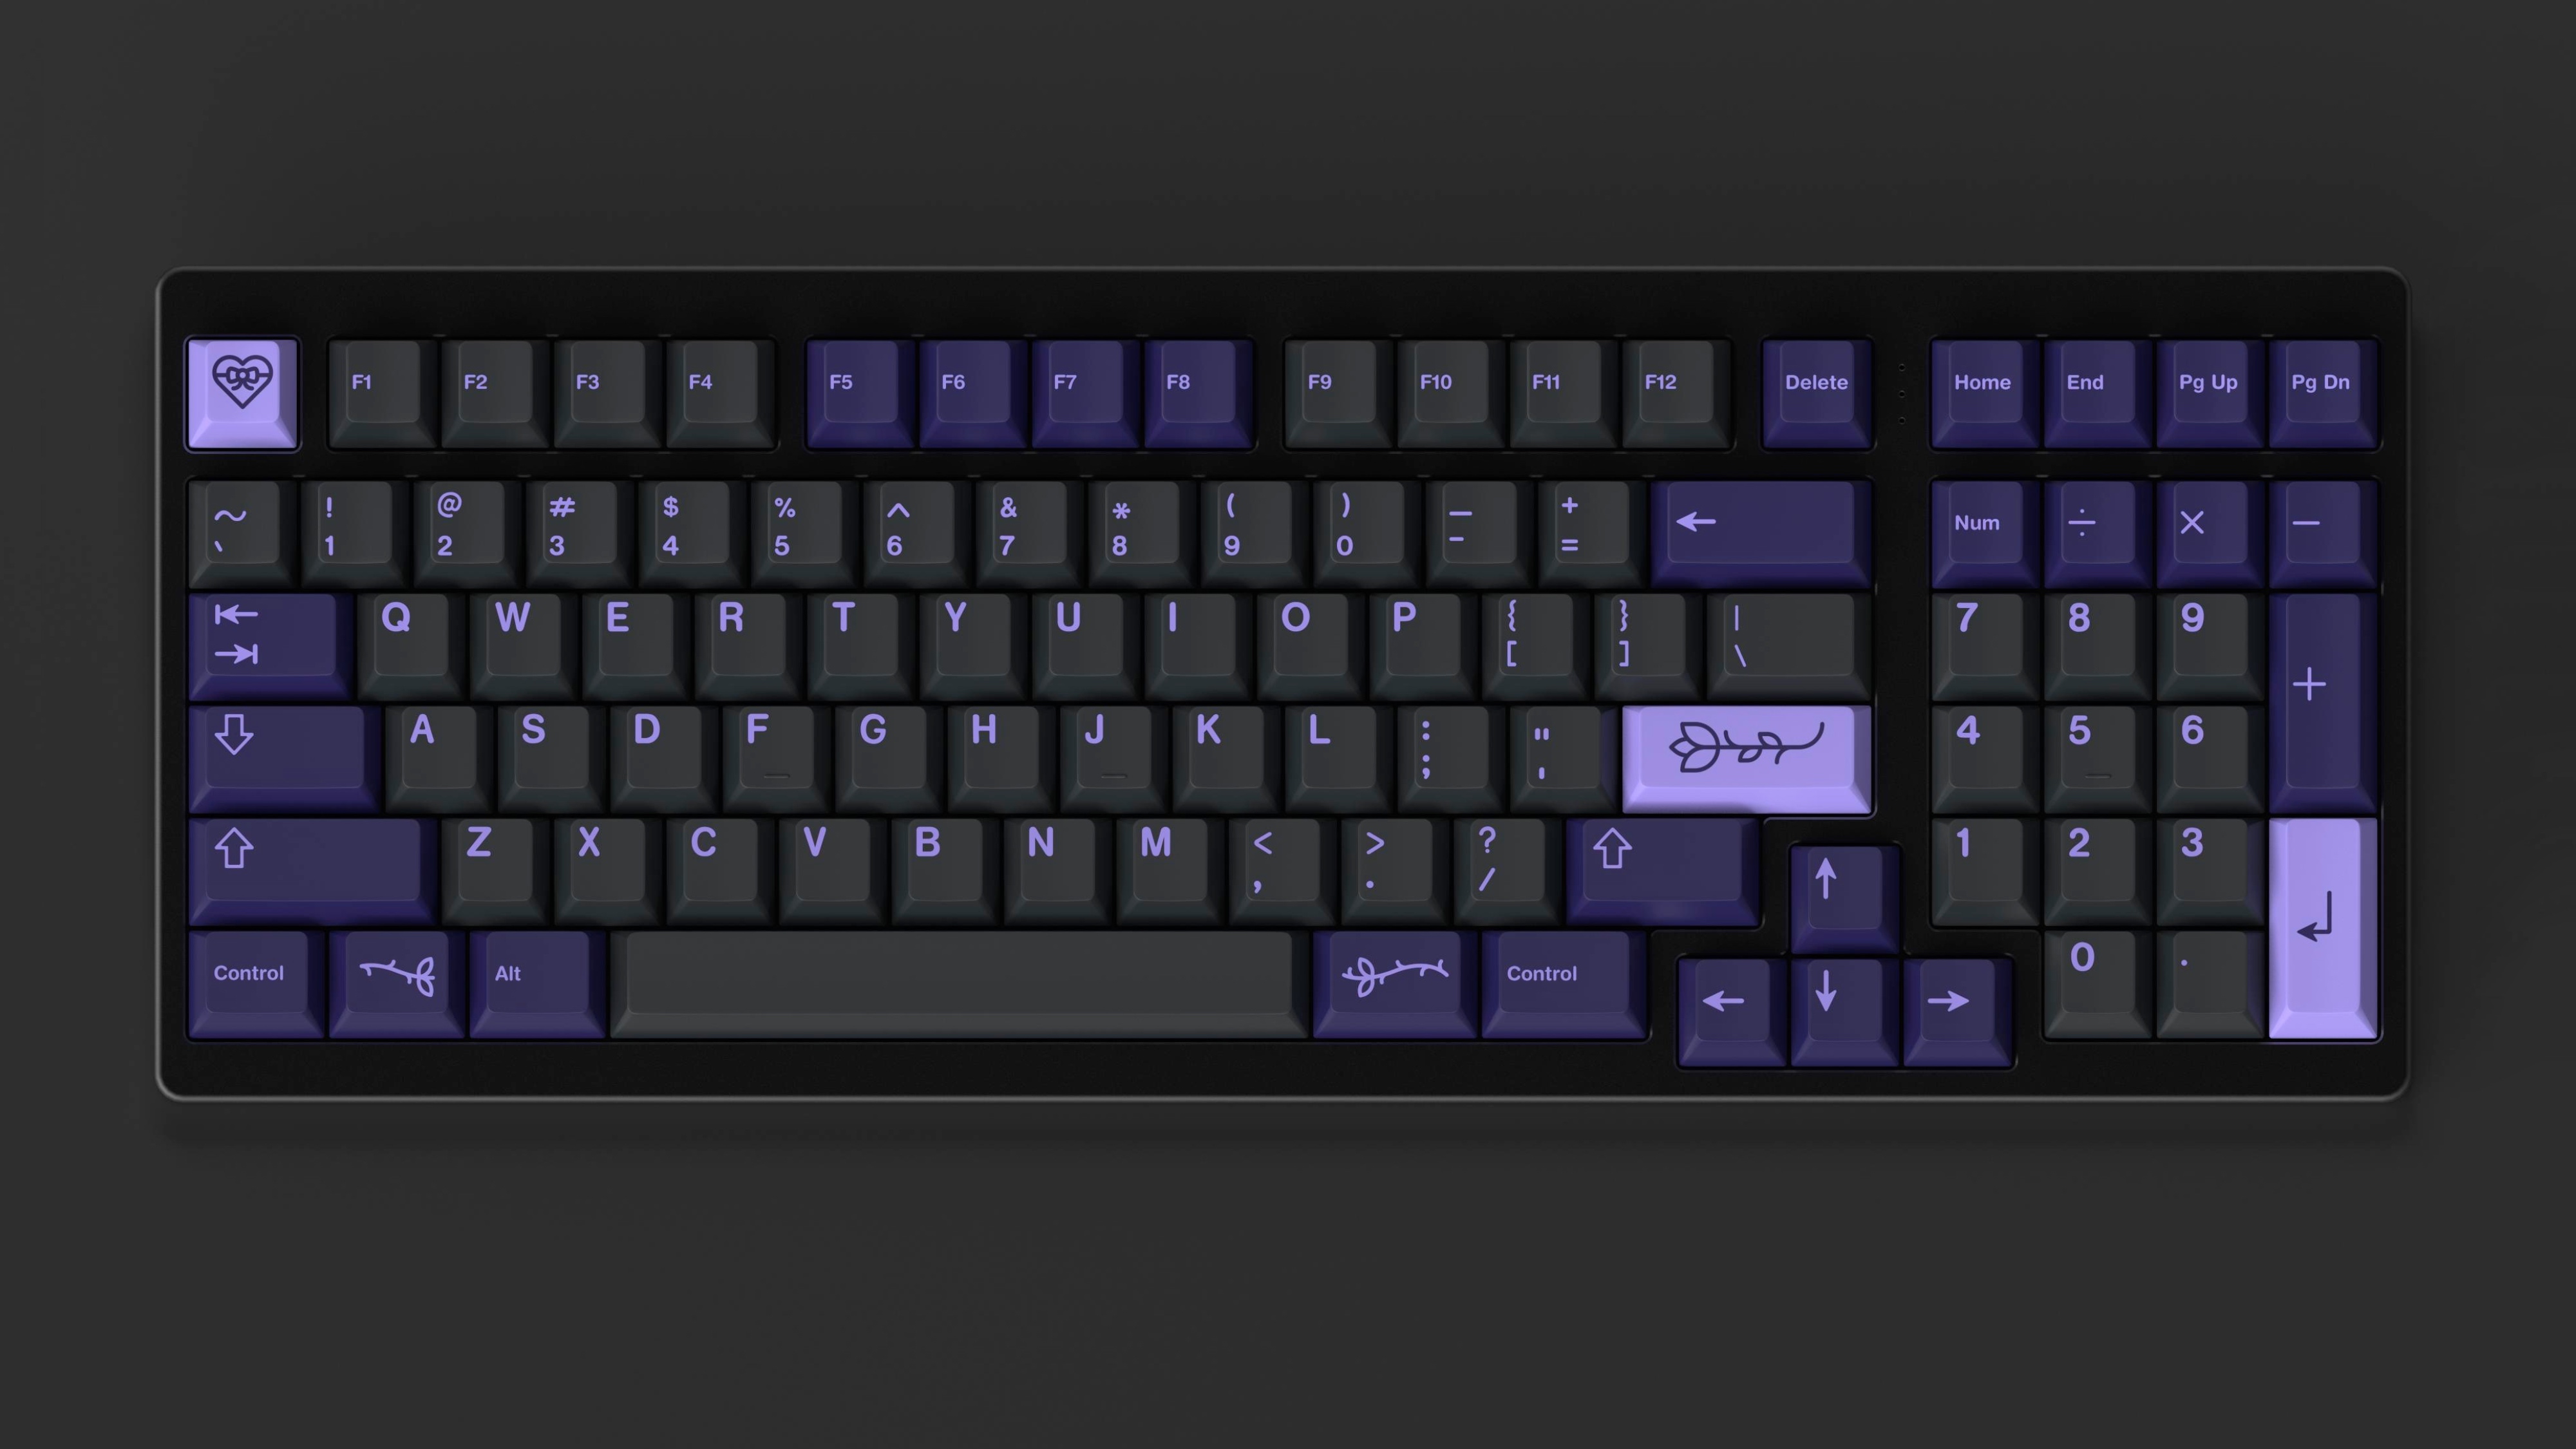 F1 F2 F3 F4 F5 F6 F7 F8 F9 F10 F11 F12 Delete Home End Pg Up Pg Dn
~ ! @ # $ % ^ & * ( ) — +
` 1 2 3 4 5 6 7 8 9 0 - = ← Num ÷ × −
⇤ Q W E R T Y U I O P { } | 7 8 9 +
⇥ [ ] \
⇩ A S D F G H J K L : " 4 5 6
; '
⇧ Z X C V B N M < > ? ⇧ ↑ 1 2 3 ↵
, . /
Control Alt Control ← ↓ → 0 .